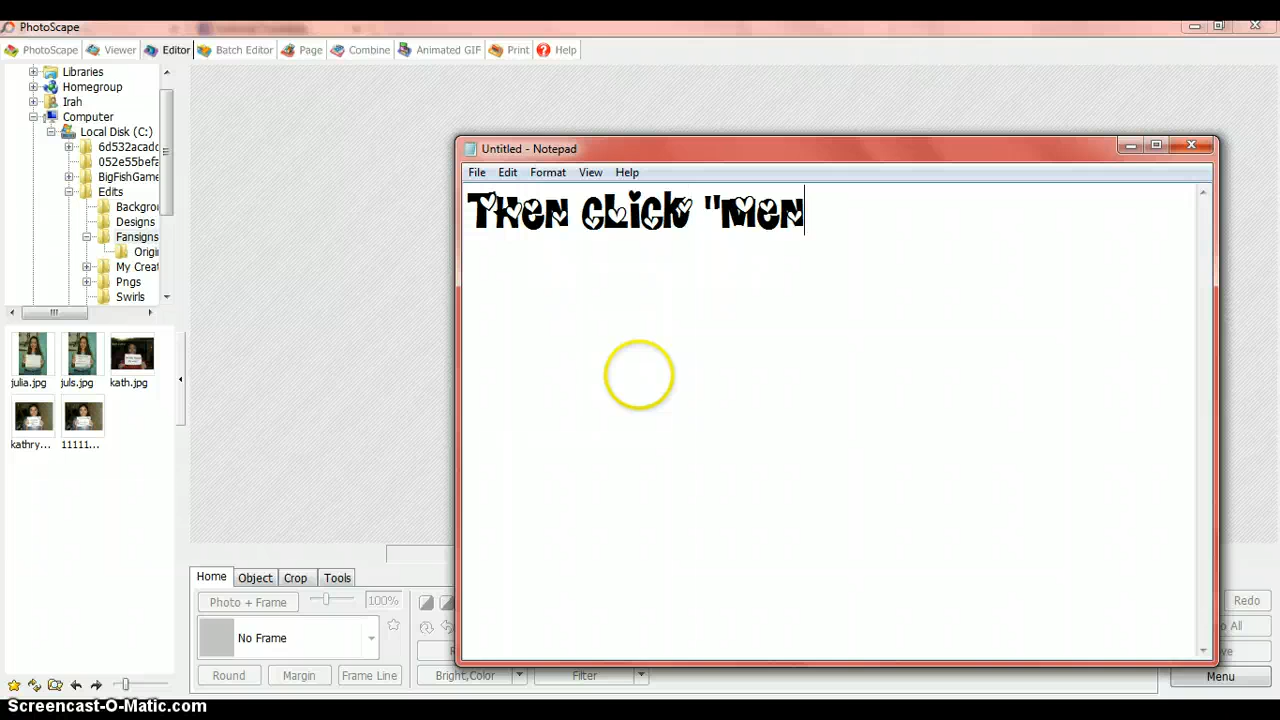 PhotoScape
PhotoScape Viewer Editor Batch Editor Page Combine Animated GIF Print Help
Libraries
Homegroup
Irah
Computer
Local Disk (C:)
6d532acadc
052e55befa
BigFishGame
Edits
Backgrou
Designs
Fansigns
Origi
My Creat
Pngs
Swirls
julia.jpg juls.jpg kath.jpg
kathry... 11111...
Untitled - Notepad
File Edit Format View Help
Then click "men
Home Object Crop Tools
Photo + Frame 100%
No Frame
Round Margin Frame Line
Bright,Color Filter
Redo
All
Menu
Screencast-O-Matic.com